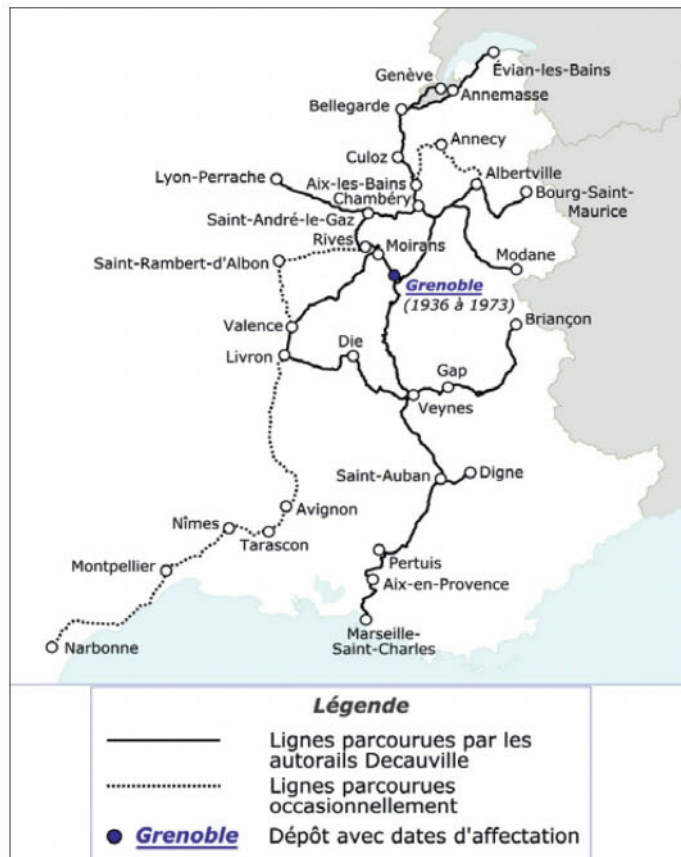 Évian-les-Bains
Genève
Annemasse
Bellegarde
Annecy
Culoz
Albertville
Lyon-Perrache
Aix-les-Bains
Bourg-Saint-
Maurice
Chambéry
Saint-André-le-Gaz
Rives
Moirans
Saint-Rambert-d'Albon
Modane
Grenoble
(1936 à 1973)
Briançon
Valence
Die
Livron
Gap
Veynes
Saint-Auban
Digne
Avignon
Nîmes
Tarascon
Montpellier
Pertuis
Aix-en-Provence
Marseille-
Saint-Charles
Narbonne
Légende
Lignes parcourues par les
autorails Decauville
Lignes parcourues
occasionnellement
Grenoble Dépôt avec dates d'affectation